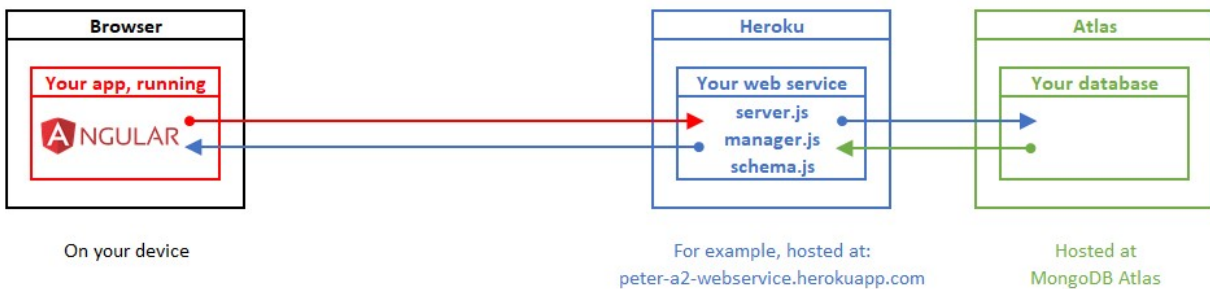 Browser
Your app, running
ANGULAR
On your device
Heroku
Your web service
server.js
manager.js
schema.js
For example, hosted at:
peter-a2-webservice.herokuapp.com
Atlas
Your database
Hosted at
MongoDB Atlas